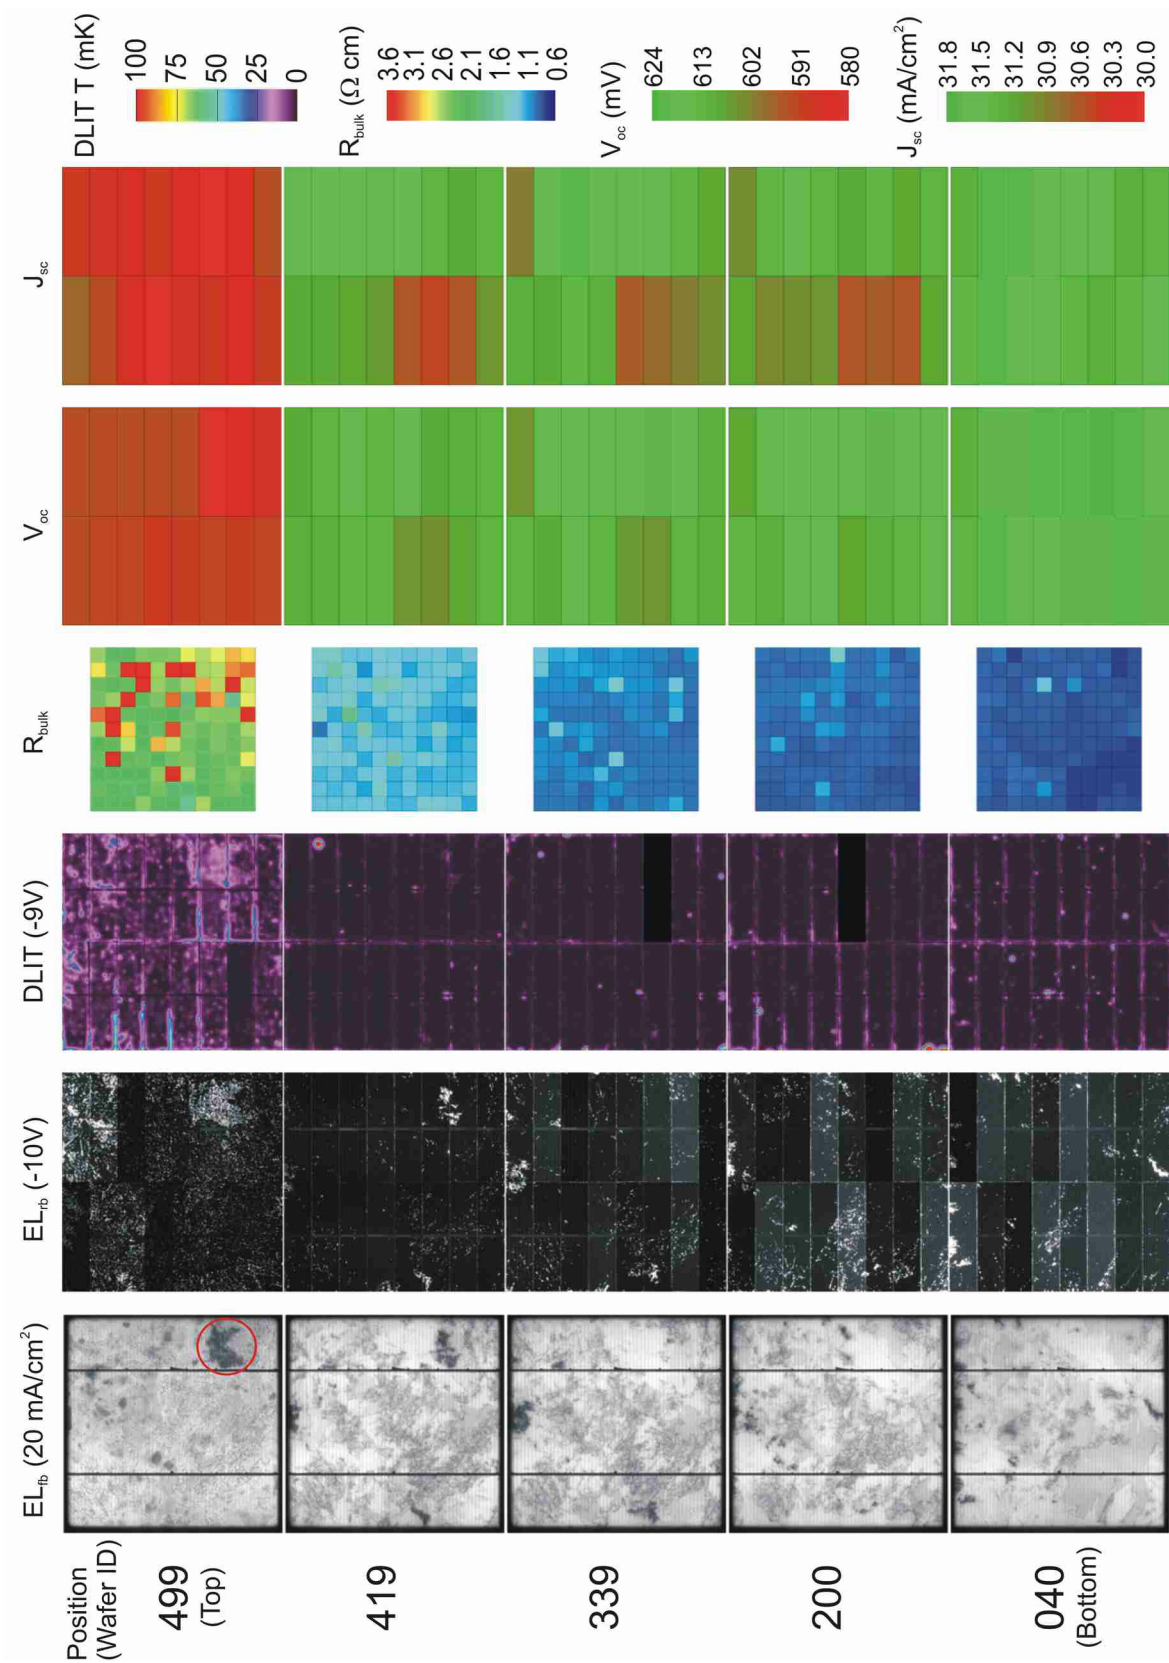 Position
(Wafer ID)
EL_fb (20 mA/cm²)
EL_rb (-10V)
DLIT (-9V)
R_bulk
V_oc
J_sc
499
(Top)
419
339
200
040
(Bottom)
DLIT T (mK)
100
75
50
25
0
R_bulk (Ω cm)
3.6
3.1
2.6
2.1
1.6
1.1
0.6
V_oc (mV)
624
613
602
591
580
J_sc (mA/cm²)
31.8
31.5
31.2
30.9
30.6
30.3
30.0